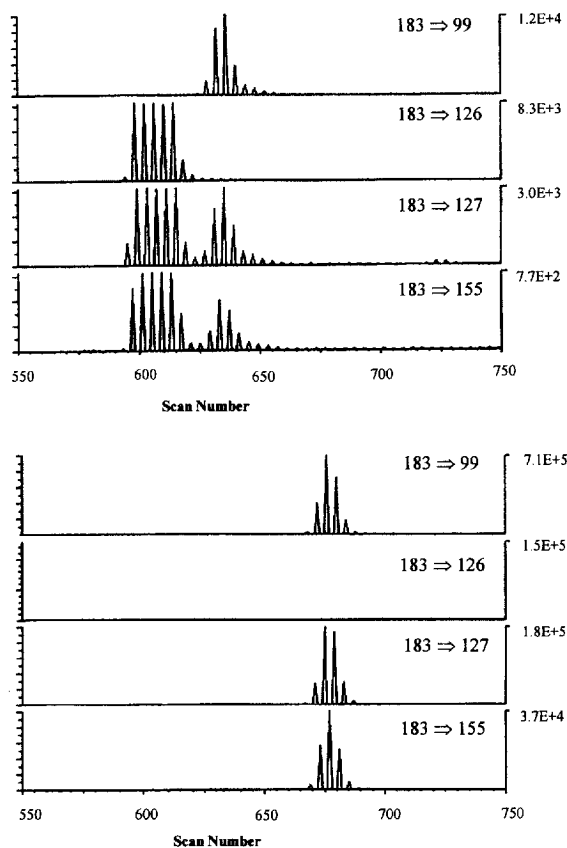 183 ⇒ 99 1.2E+4
183 ⇒ 126 8.3E+3
183 ⇒ 127 3.0E+3
183 ⇒ 155 7.7E+2
550 600 650 700 750
Scan Number
183 ⇒ 99 7.1E+5
183 ⇒ 126 1.5E+5
183 ⇒ 127 1.8E+5
183 ⇒ 155 3.7E+4
550 600 650 700 750
Scan Number